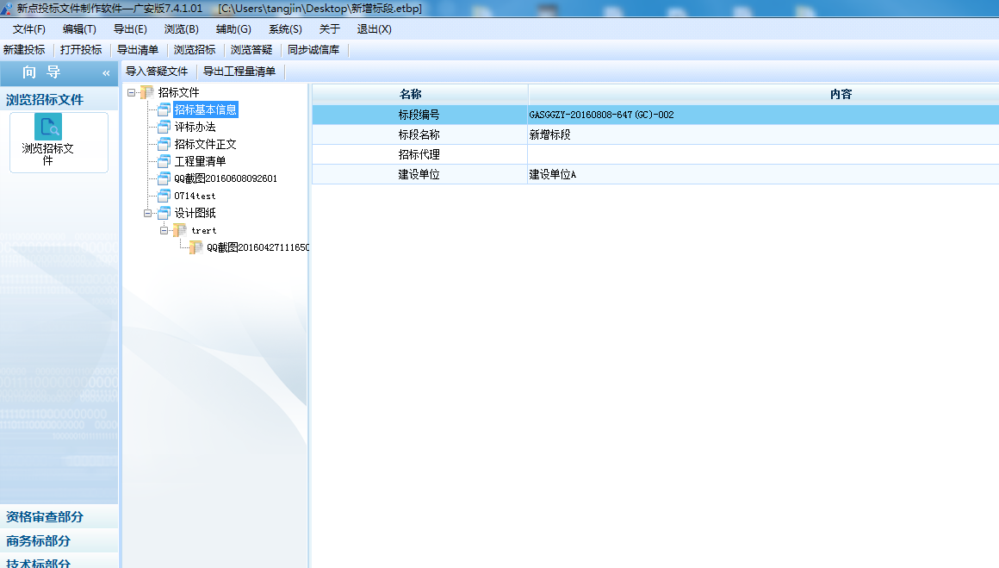 新点投标文件制作软件—广安版7.4.1.01 [C:\Users\tangjin\Desktop\新增标段.etbp]
文件(F) 编辑(T) 导出(E) 浏览(B) 辅助(G) 系统(S) 关于 退出(X)
新建投标 打开投标 导出清单 浏览招标 浏览答疑 同步诚信库
向 导 «
浏览招标文件
浏览招标文
件
资格审查部分
商务标部分
技术标部分
导入答疑文件 导出工程量清单
招标文件
招标基本信息
评标办法
招标文件正文
工程量清单
QQ截图20160608092601
0714test
设计图纸
trert
QQ截图20160427111650
名称 内容
标段编号 GASGGZY-20160808-647(GC)-002
标段名称 新增标段
招标代理
建设单位 建设单位A